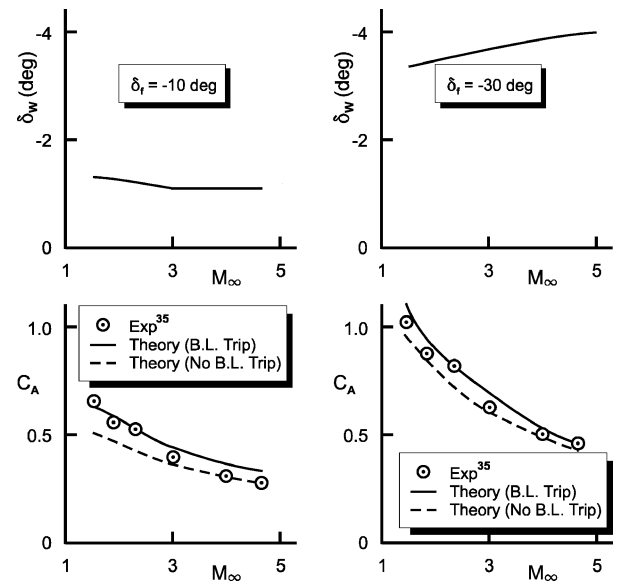 -4
δW (deg)
δf = -10 deg
-2
0
1
3
M∞
5
-4
δW (deg)
δf = -30 deg
-2
0
1
3
M∞
5
1.0
CA
0.5
0
Exp35
Theory (B.L. Trip)
Theory (No B.L. Trip)
1
3
M∞
5
1.0
CA
0.5
0
Exp35
Theory (B.L. Trip)
Theory (No B.L. Trip)
1
3
M∞
5